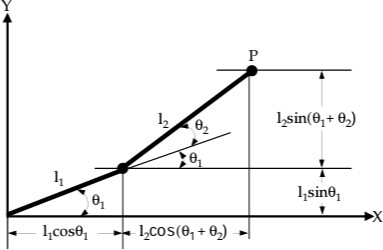 Y
P
l₂
θ₂
l₂sin(θ₁+ θ₂)
θ₁
l₁
θ₁
l₁sinθ₁
X
l₁cosθ₁
l₂COS(θ₁+ θ₂)